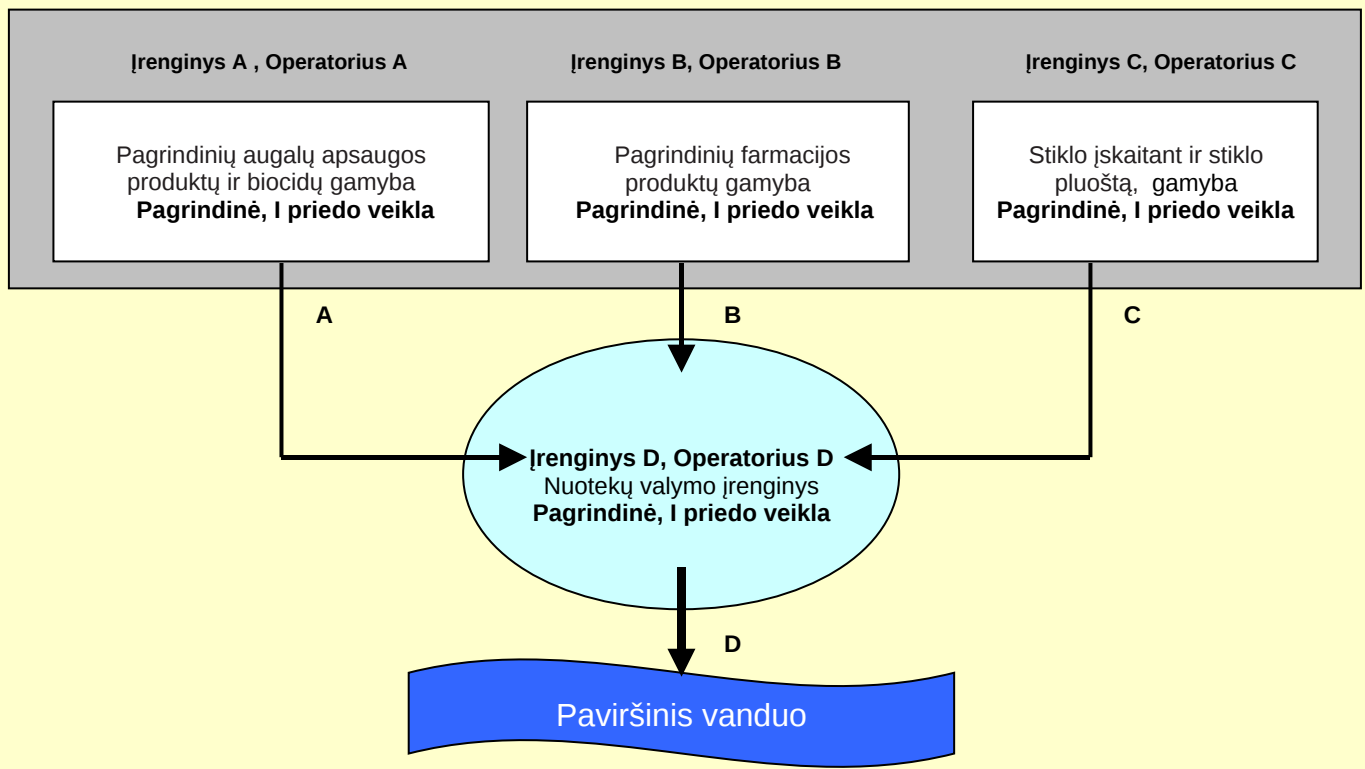 Įrenginys A , Operatorius A
Įrenginys B, Operatorius B
Įrenginys C, Operatorius C
Pagrindinių augalų apsaugos
produktų ir biocidų gamyba
Pagrindinė, I priedo veikla
Pagrindinių farmacijos
produktų gamyba
Pagrindinė, I priedo veikla
Stiklo įskaitant ir stiklo
pluoštą, gamyba
Pagrindinė, I priedo veikla
A
B
C
Įrenginys D, Operatorius D
Nuotekų valymo įrenginys
Pagrindinė, I priedo veikla
D
Paviršinis vanduo